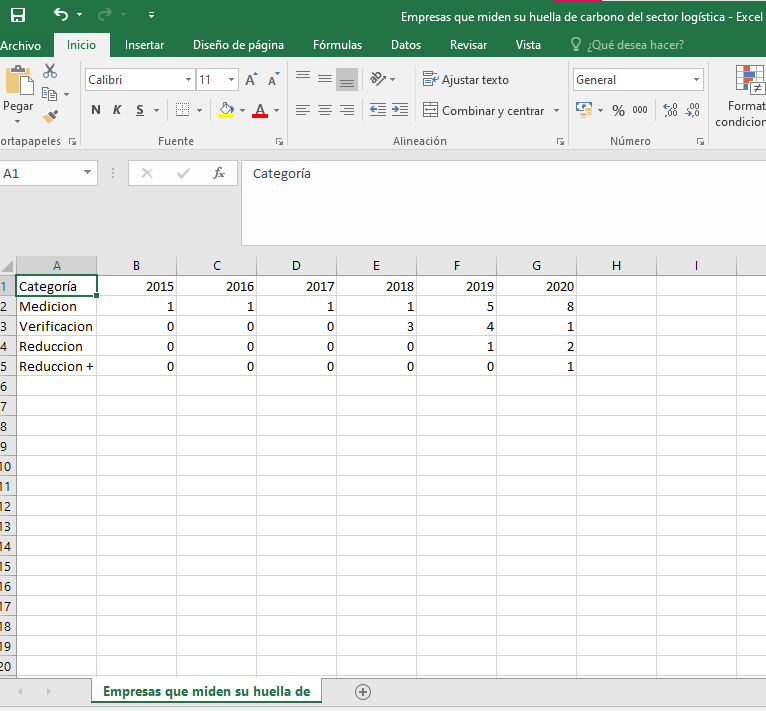 Empresas que miden su huella de carbono del sector logística - Excel
Archivo Inicio Insertar Diseño de página Fórmulas Datos Revisar Vista ¿Qué desea hacer?
Calibri 11 A A Ajustar texto General
Pegar N K S A Combinar y centrar % 000 ,00 ,00 Format
condicion
ortapapeles Fuente Alineación Número
A1 fx Categoría
A B C D E F G H I
1 Categoría 2015 2016 2017 2018 2019 2020
2 Medicion 1 1 1 1 5 8
3 Verificacion 0 0 0 3 4 1
4 Reduccion 0 0 0 0 1 2
5 Reduccion + 0 0 0 0 0 1
6
7
8
9
10
11
12
13
14
15
16
17
18
19
20
Empresas que miden su huella de